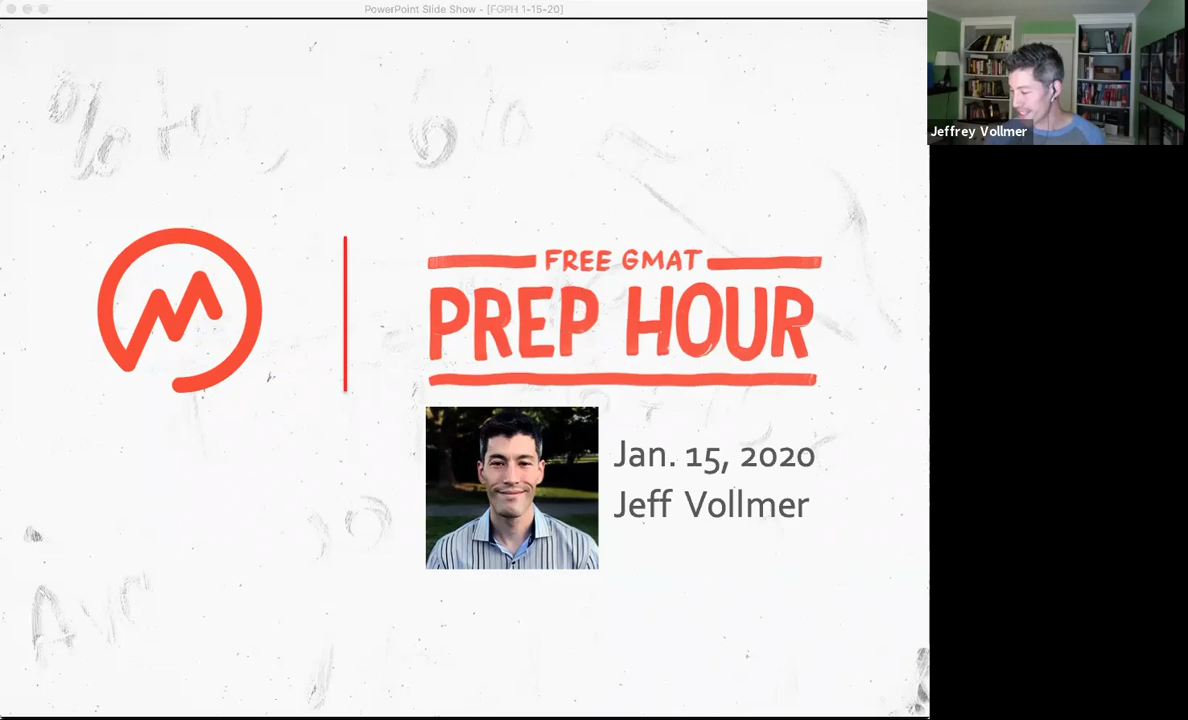 PowerPoint Slide Show - [FGPH 1-15-20]
Jeffrey Vollmer
FREE GMAT
PREP HOUR
Jan. 15, 2020
Jeff Vollmer